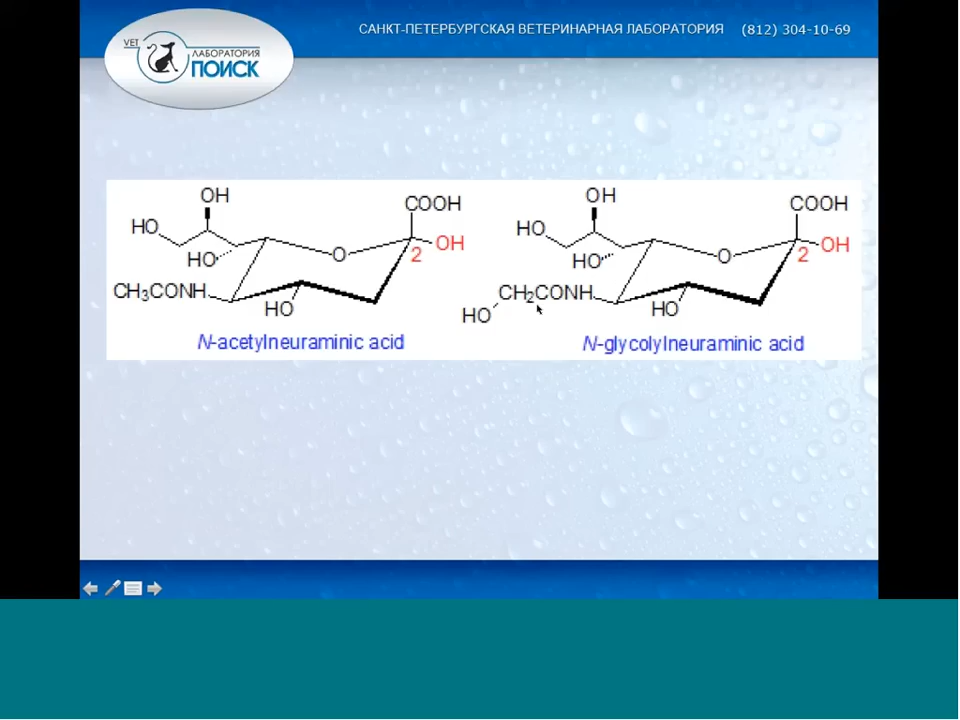 САНКТ-ПЕТЕРБУРГСКАЯ ВЕТЕРИНАРНАЯ ЛАБОРАТОРИЯ (812) 304-10-69
VET
ЛАБОРАТОРИЯ
ПОИСК
OH
COOH
HO
OH
2
HO
O
CH₃CONH
HO
N-acetylneuraminic acid
OH
COOH
HO
OH
2
HO
O
CH₂CONH
HO
HO
N-glycolylneuraminic acid